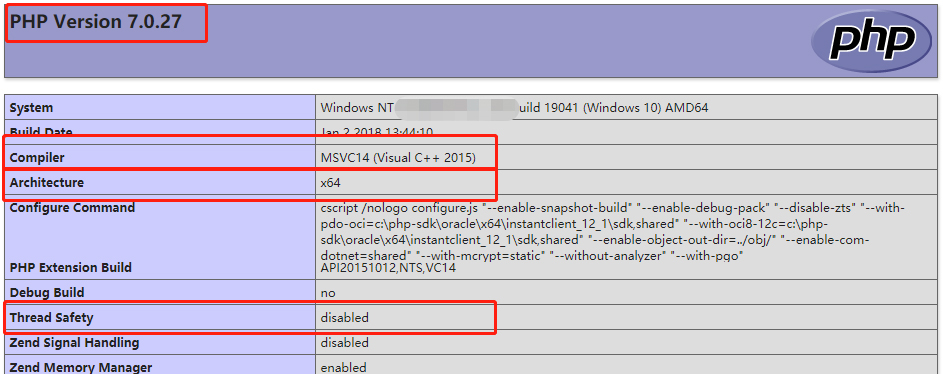 PHP Version 7.0.27
php
System Windows NT uild 19041 (Windows 10) AMD64
Build Date Jan 2 2018 13:44:10
Compiler MSVC14 (Visual C++ 2015)
Architecture x64
Configure Command cscript /nologo configure.js "--enable-snapshot-build" "--enable-debug-pack" "--disable-zts" "--with-
pdo-oci=c:\php-sdk\oracle\x64\instantclient_12_1\sdk,shared" "--with-oci8-12c=c:\php-
sdk\oracle\x64\instantclient_12_1\sdk,shared" "--enable-object-out-dir=../obj/" "--enable-com-
dotnet=shared" "--with-mcrypt=static" "--without-analyzer" "--with-pgo"
PHP Extension Build API20151012,NTS,VC14
Debug Build no
Thread Safety disabled
Zend Signal Handling disabled
Zend Memory Manager enabled